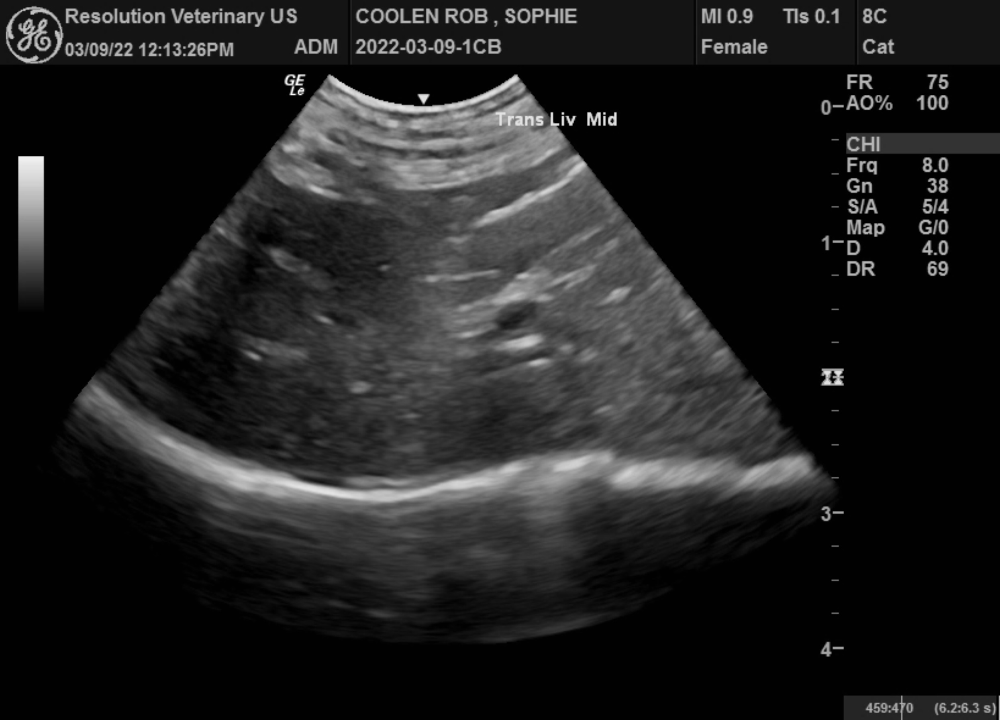 GE
Resolution Veterinary US
03/09/22 12:13:26PM ADM
COOLEN ROB , SOPHIE
2022-03-09-1CB
MI 0.9 TIs 0.1
Female
8C
Cat
GE
Le
Trans Liv Mid
FR 75
AO% 100
CHI
Frq 8.0
Gn 38
S/A 5/4
Map G/0
D 4.0
DR 69
0
1
3
4
459:470 (6.2:6.3 s)